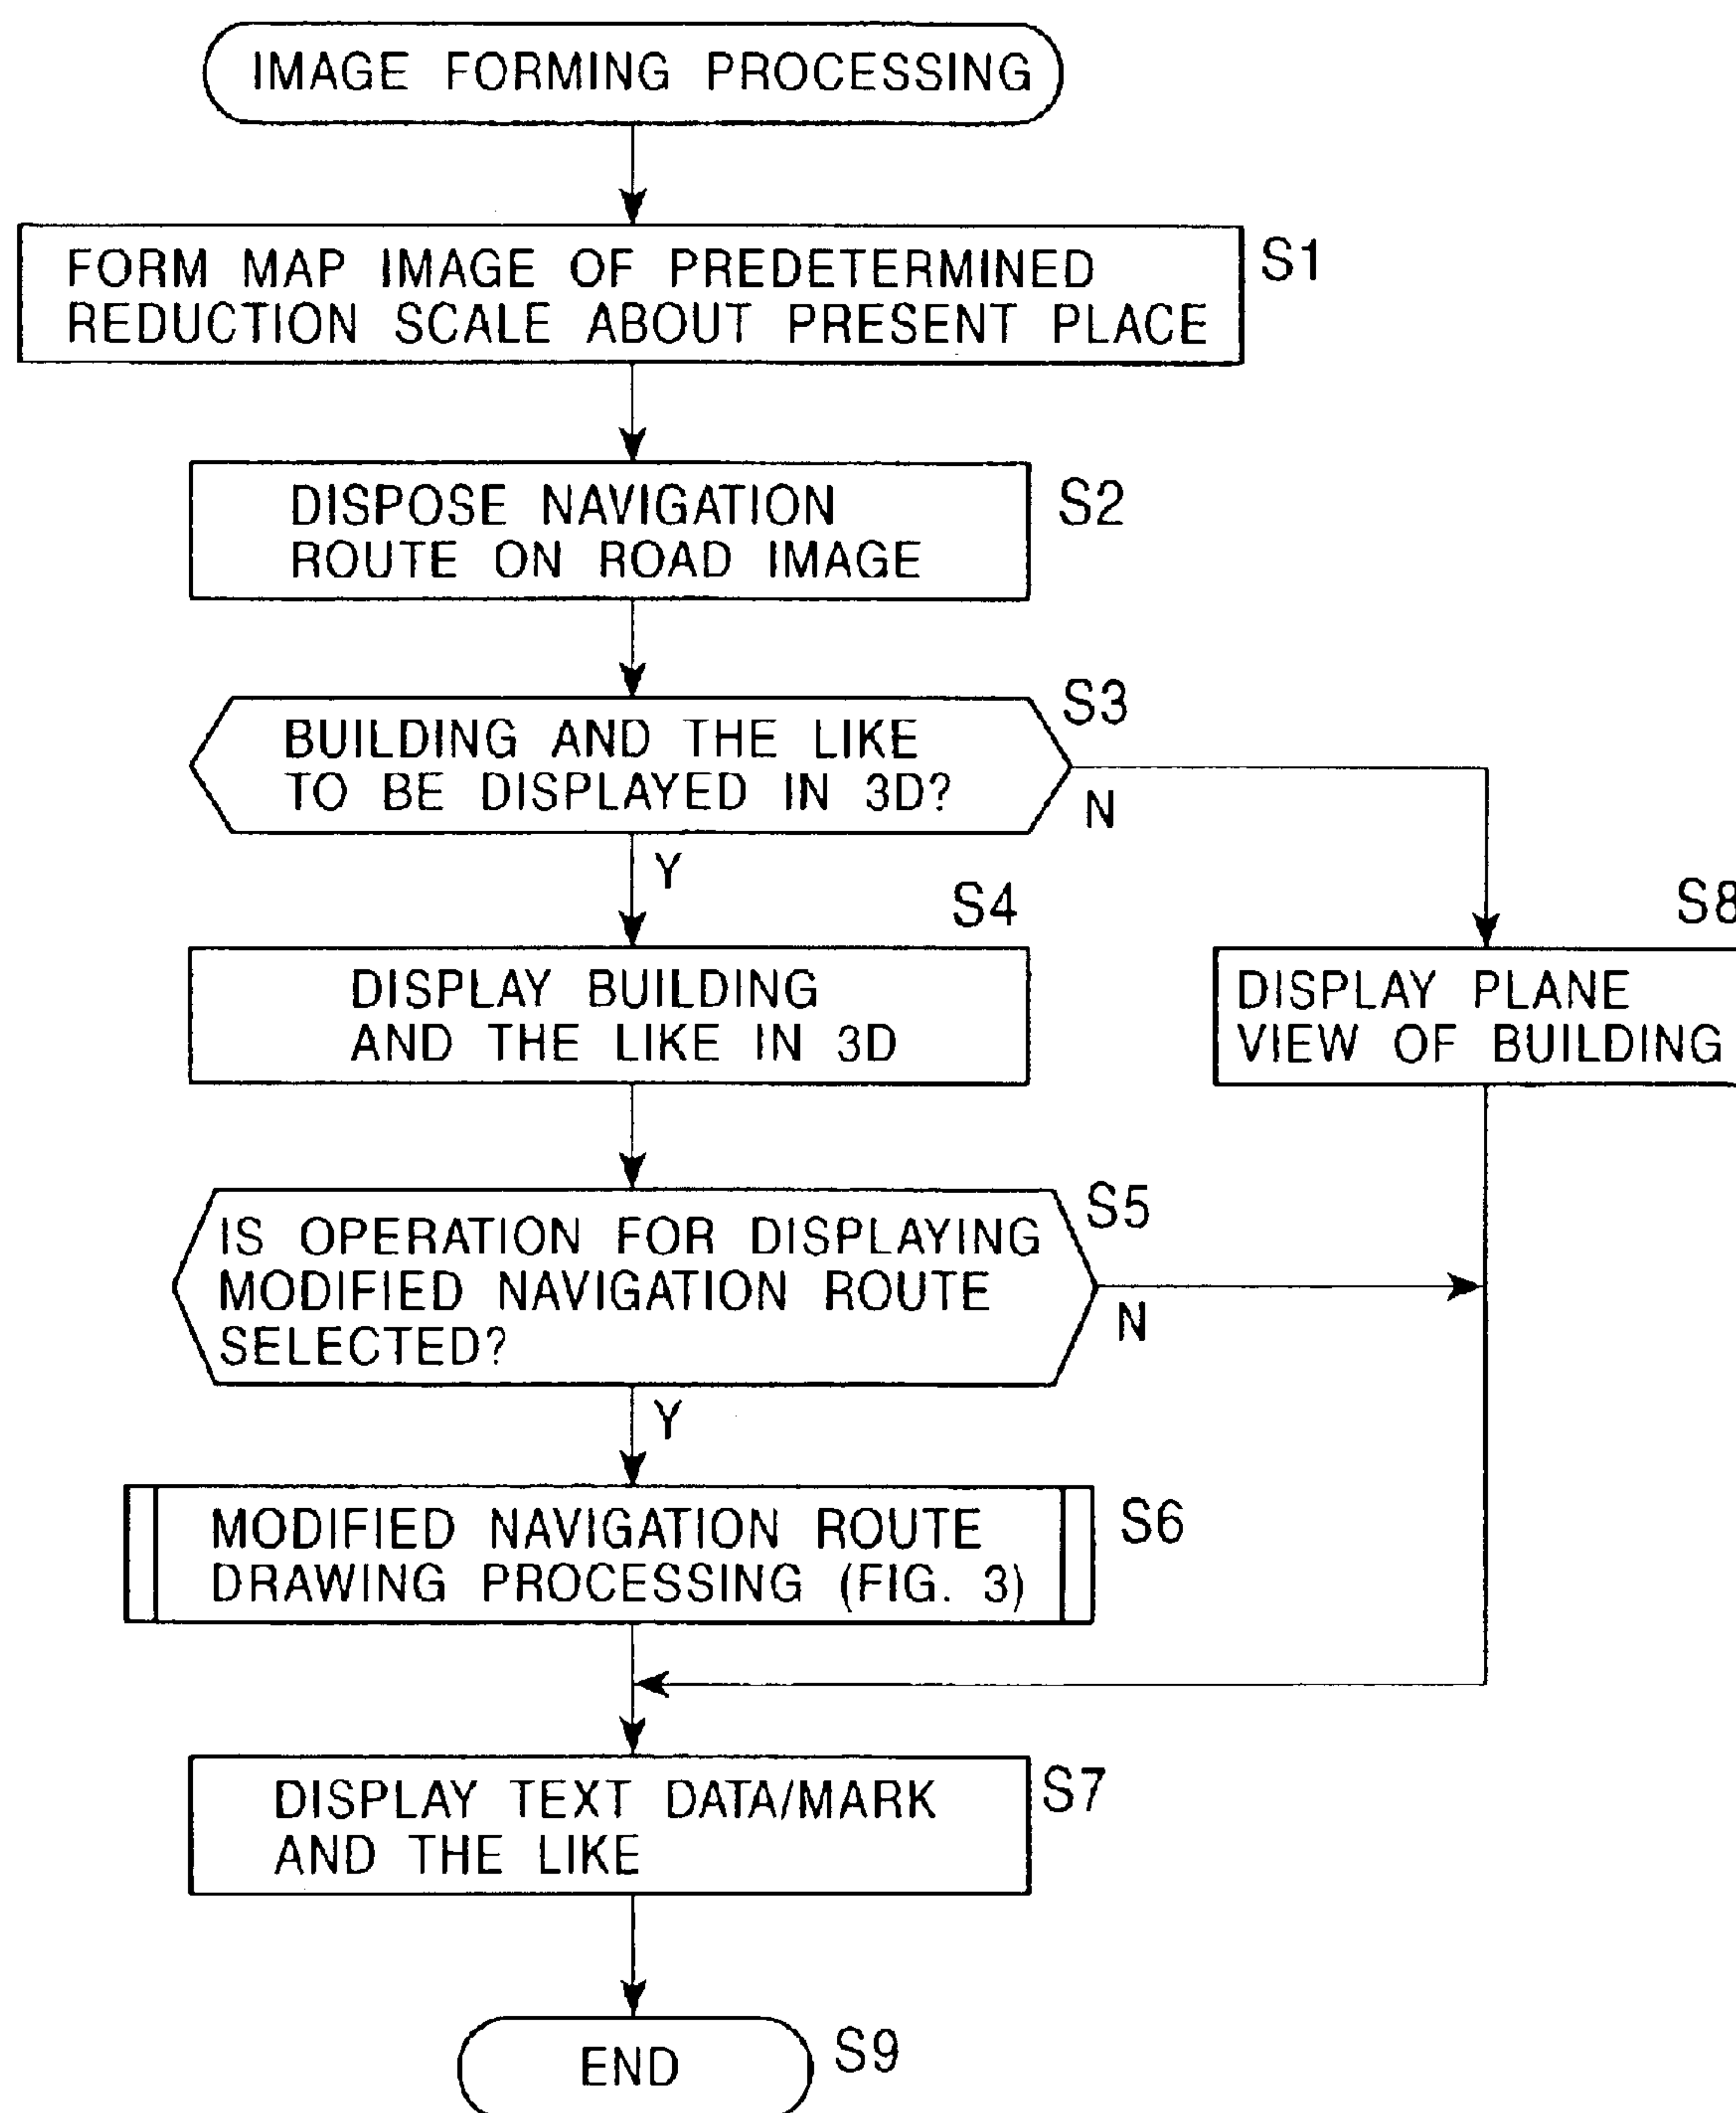 IMAGE FORMING PROCESSING
FORM MAP IMAGE OF PREDETERMINED
REDUCTION SCALE ABOUT PRESENT PLACE
S1
DISPOSE NAVIGATION
ROUTE ON ROAD IMAGE
S2
BUILDING AND THE LIKE
TO BE DISPLAYED IN 3D?
S3
N
Y
S4
DISPLAY BUILDING
AND THE LIKE IN 3D
S8
DISPLAY PLANE
VIEW OF BUILDING
IS OPERATION FOR DISPLAYING
MODIFIED NAVIGATION ROUTE
SELECTED?
S5
N
Y
MODIFIED NAVIGATION ROUTE
DRAWING PROCESSING (FIG. 3)
S6
DISPLAY TEXT DATA/MARK
AND THE LIKE
S7
END
S9